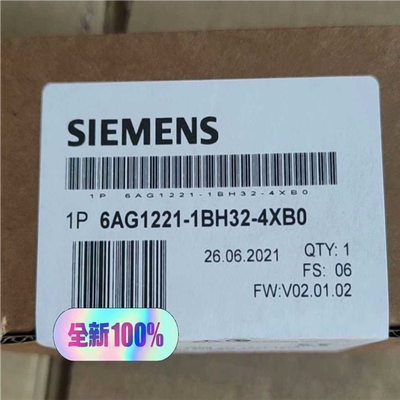 SIEMENS
1P 6AG1221-1BH32-4XB0
1P 6AG1221-1BH32-4XB0
26.06.2021 QTY: 1
FS: 06
FW:V02.01.02
全新100%